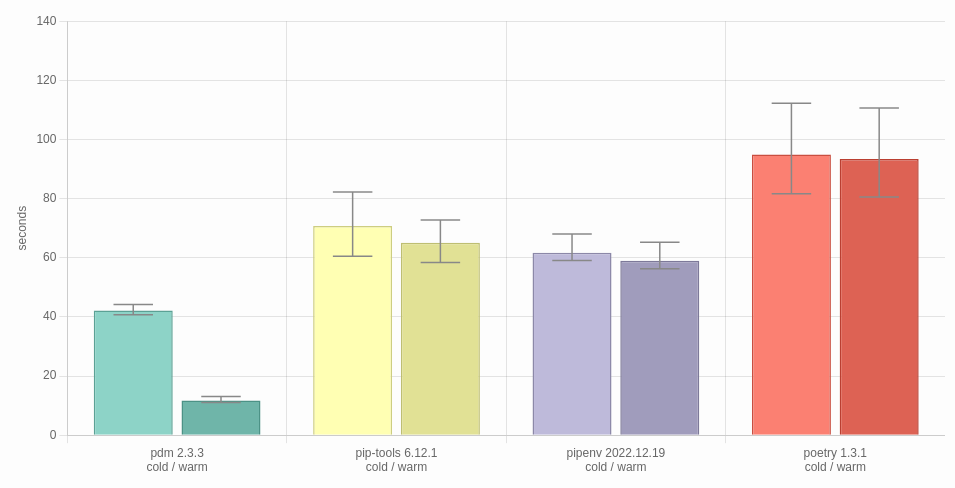 140
120
100
80
60
40
20
0
seconds
pdm 2.3.3
cold / warm
pip-tools 6.12.1
cold / warm
pipenv 2022.12.19
cold / warm
poetry 1.3.1
cold / warm